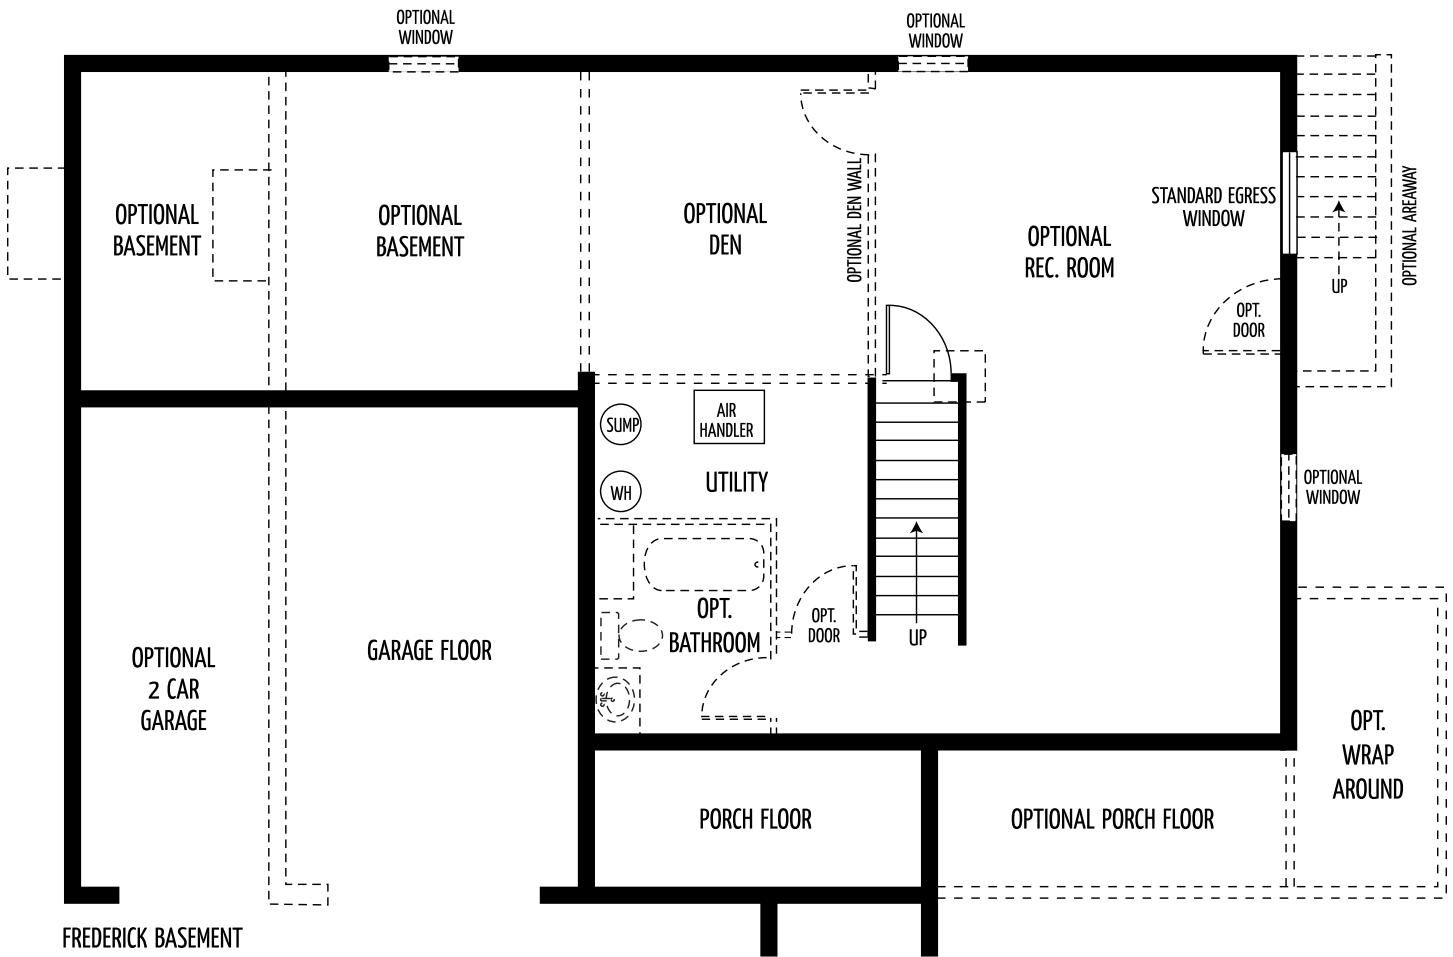 OPTIONAL
WINDOW
OPTIONAL
WINDOW
OPTIONAL
BASEMENT
OPTIONAL
BASEMENT
OPTIONAL
DEN
OPTIONAL DEN WALL
OPTIONAL
REC. ROOM
STANDARD EGRESS
WINDOW
OPTIONAL AREAWAY
UP
OPT.
DOOR
SUMP
AIR
HANDLER
WH
UTILITY
OPTIONAL
WINDOW
OPT.
BATHROOM
OPT.
DOOR
UP
OPTIONAL
2 CAR
GARAGE
GARAGE FLOOR
OPT.
WRAP
AROUND
PORCH FLOOR
OPTIONAL PORCH FLOOR
FREDERICK BASEMENT